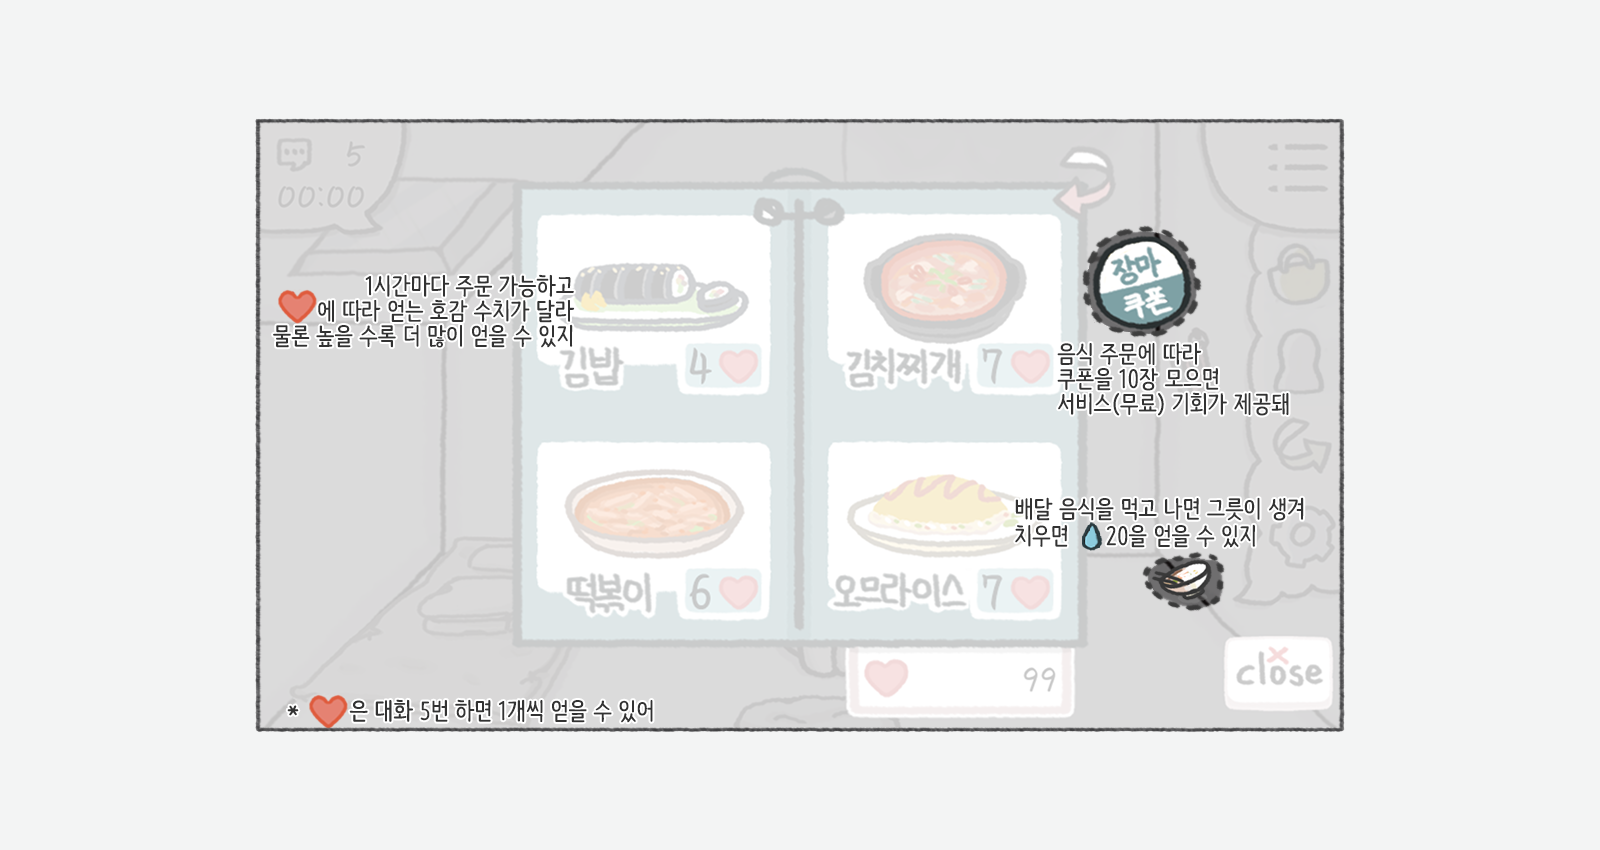 5
00:00
1시간마다 주문 가능하고
에 따라 얻는 호감 수치가 달라
물론 높을 수록 더 많이 얻을 수 있지
김밥
4
김치찌개
7
장마
쿠폰
음식 주문에 따라
쿠폰을 10장 모으면
서비스(무료) 기회가 제공돼
떡볶이
6
오므라이스
7
배달 음식을 먹고 나면 그릇이 생겨
치우면 20을 얻을 수 있지
99
close
* 은 대화 5번 하면 1개씩 얻을 수 있어